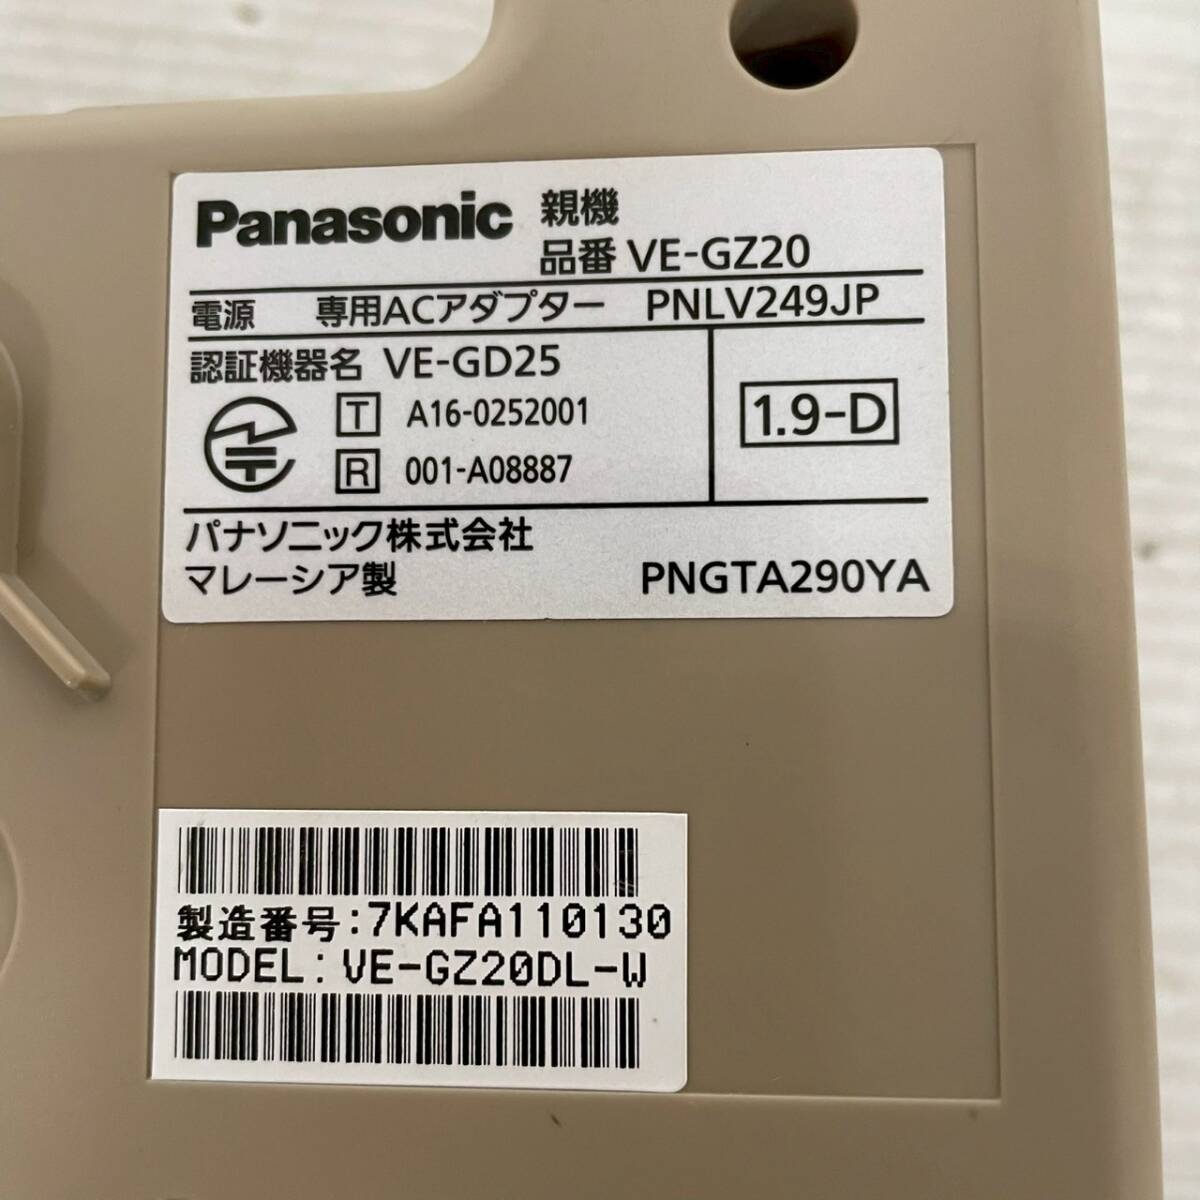 Panasonic 親機
品番 VE-GZ20
電源 専用ACアダプター PNLV249JP
認証機器名 VE-GD25
T A16-0252001
R 001-A08887
1.9-D
パナソニック株式会社
マレーシア製 PNGTA290YA
製造番号:7KAFA110130
MODEL: VE-GZ20DL-W